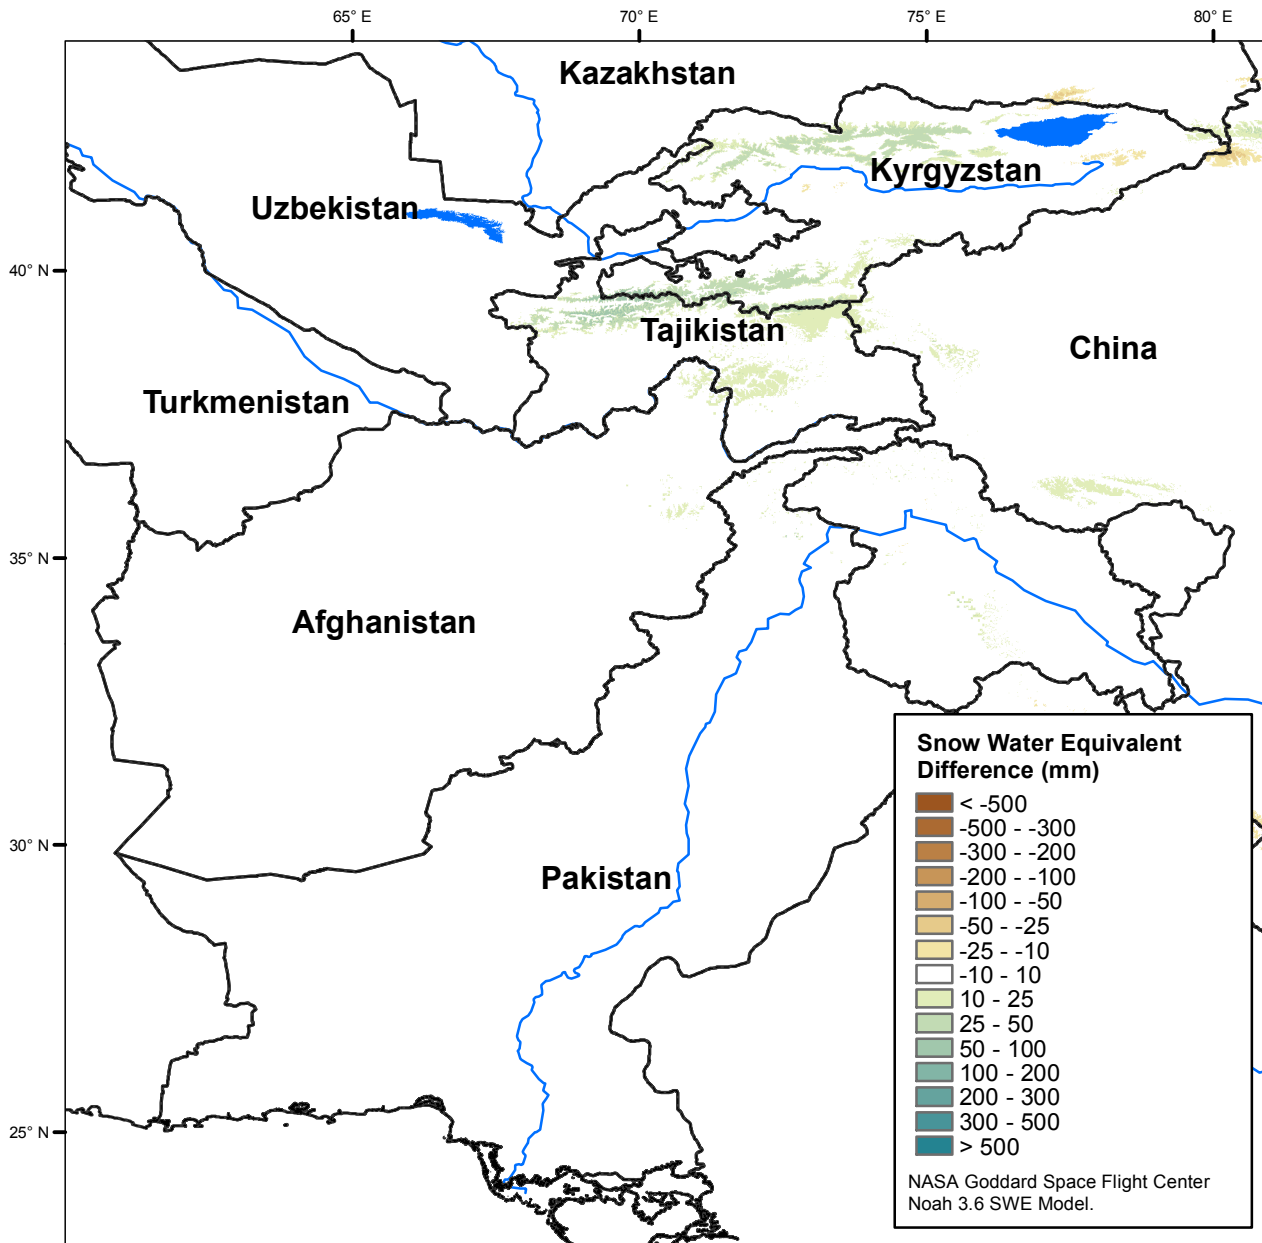 65° E
70° E
75° E
80° E
Kazakhstan
Kyrgyzstan
Uzbekistan
40° N
Tajikistan
China
Turkmenistan
35° N
Afghanistan
Snow Water Equivalent
Difference (mm)
< -500
-500 - -300
-300 - -200
-200 - -100
-100 - -50
-50 - -25
-25 - -10
-10 - 10
10 - 25
25 - 50
50 - 100
100 - 200
200 - 300
300 - 500
> 500
NASA Goddard Space Flight Center
Noah 3.6 SWE Model.
30° N
Pakistan
25° N